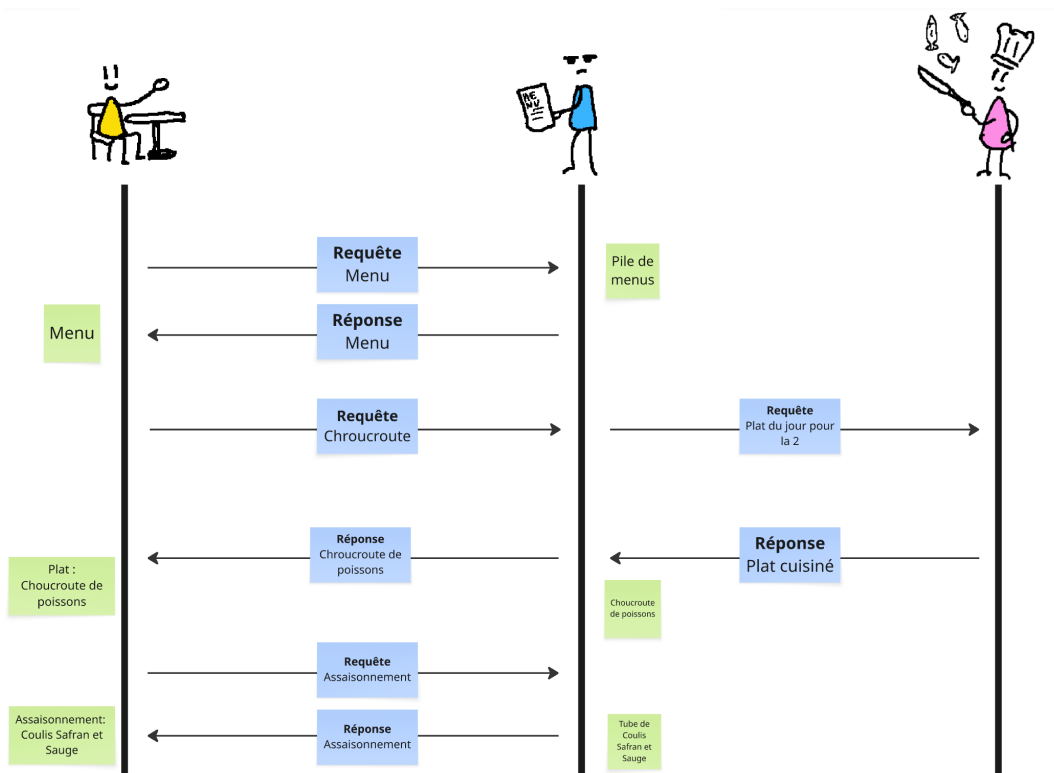 ME
NU
Requête
Menu
Pile de
menus
Menu
Réponse
Menu
Requête
Chroucroute
Requête
Plat du jour pour
la 2
Réponse
Chroucroute de
poissons
Réponse
Plat cuisiné
Plat :
Choucroute de
poissons
Choucroute
de poissons
Requête
Assaisonnement
Assaisonnement:
Coulis Safran et
Sauge
Réponse
Assaisonnement
Tube de
Coulis
Safran et
Sauge